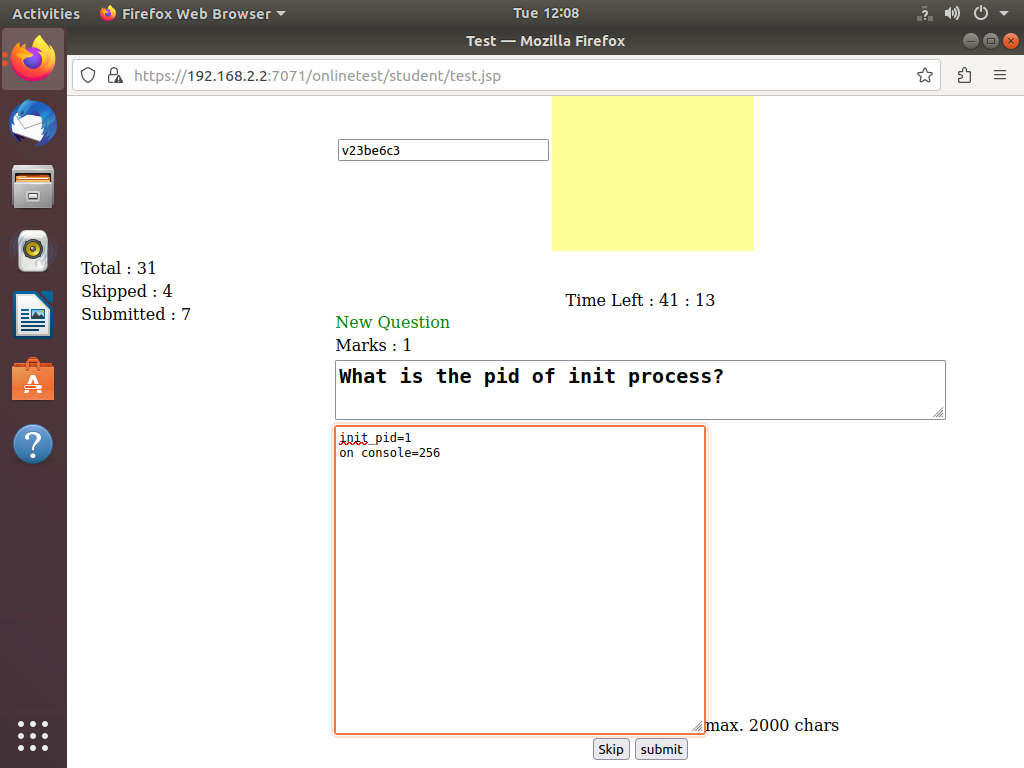 Activities
Firefox Web Browser
Tue 12:08
Test — Mozilla Firefox
https://192.168.2.2:7071/onlinetest/student/test.jsp
v23be6c3
Total : 31
Skipped : 4
Submitted : 7
Time Left : 41 : 13
New Question
Marks : 1
What is the pid of init process?
init_pid=1
on console=256
max. 2000 chars
Skip
submit